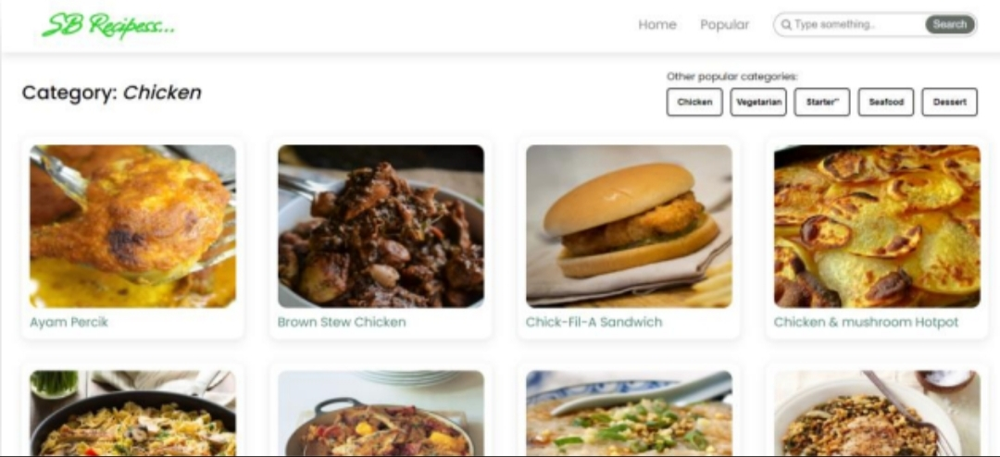 SB Recipess...
Home Popular Type something.. Search
Other popular categories:
Category: Chicken
Chicken Vegetarian Starter" Seafood Dessert
Ayam Percik Brown Stew Chicken Chick-Fil-A Sandwich Chicken & mushroom Hotpot